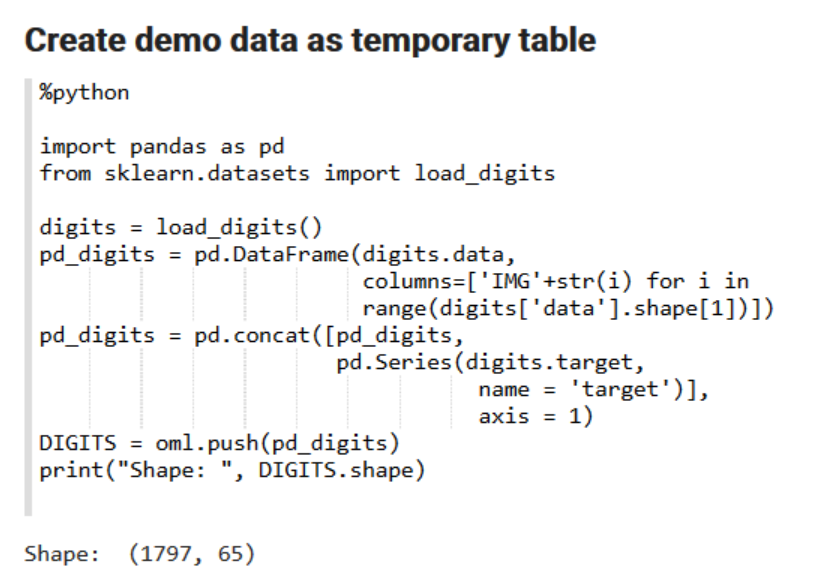 Create demo data as temporary table
%python
import pandas as pd
from sklearn.datasets import load_digits
digits = load_digits()
pd_digits = pd.DataFrame(digits.data,
columns=['IMG'+str(i) for i in
range(digits['data'].shape[1])])
pd_digits = pd.concat([pd_digits,
pd.Series(digits.target,
name = 'target')],
axis = 1)
DIGITS = oml.push(pd_digits)
print("Shape: ", DIGITS.shape)
Shape:  (1797, 65)